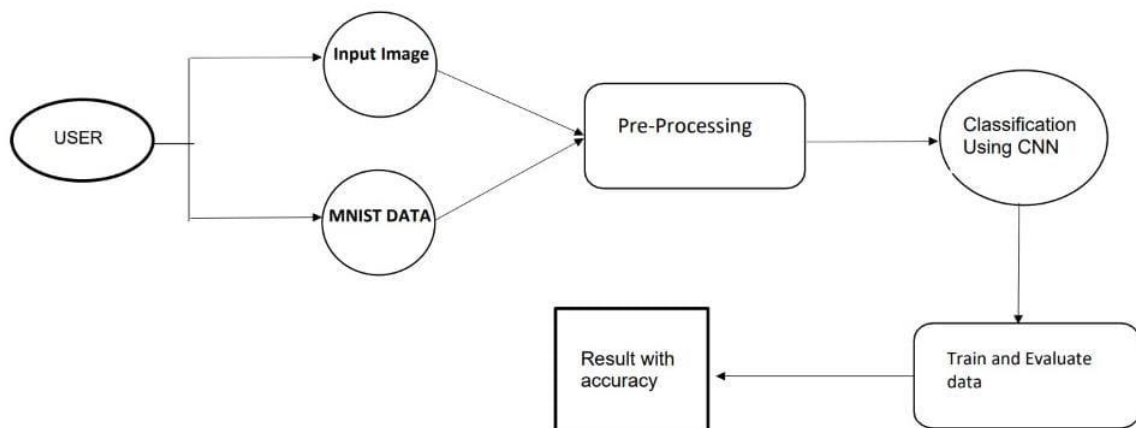 Input Image
USER
Pre-Processing
Classification
Using CNN
MNIST DATA
Result with
accuracy
Train and Evaluate
data